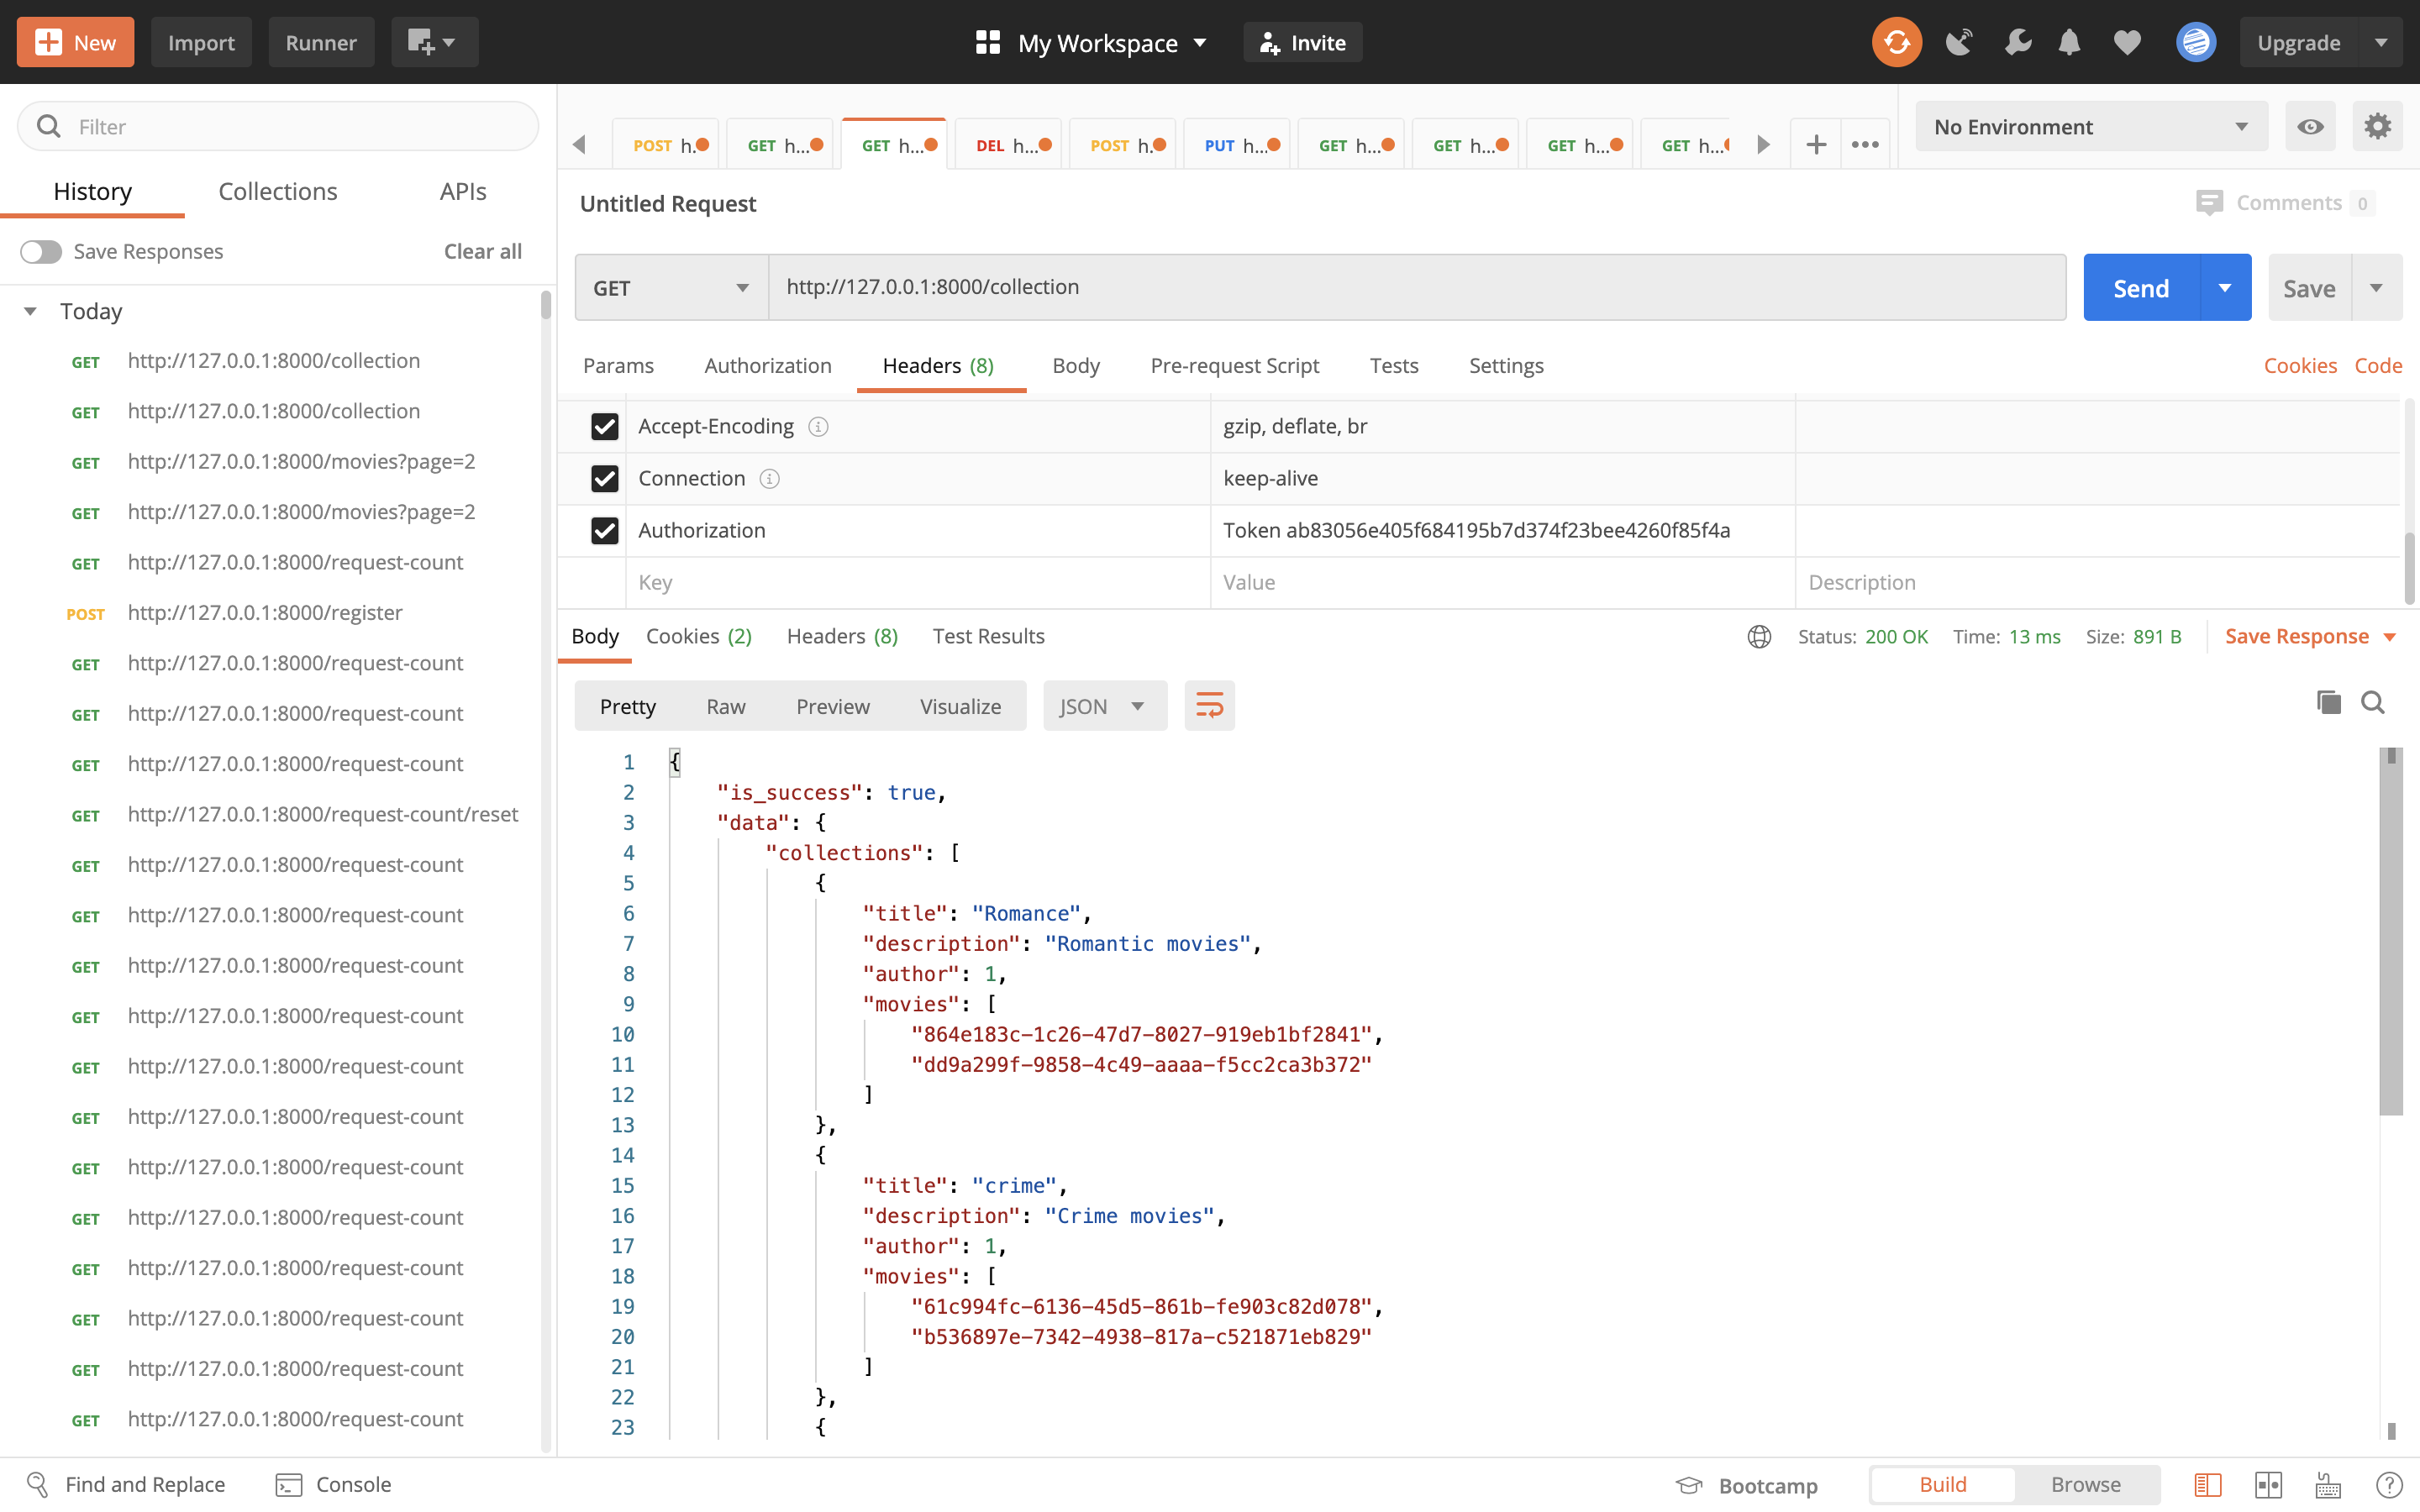 New Import Runner My Workspace Invite Upgrade
Filter
History Collections APIs
Save Responses Clear all
Today
GET http://127.0.0.1:8000/collection
GET http://127.0.0.1:8000/collection
GET http://127.0.0.1:8000/movies?page=2
GET http://127.0.0.1:8000/movies?page=2
GET http://127.0.0.1:8000/request-count
POST http://127.0.0.1:8000/register
GET http://127.0.0.1:8000/request-count
GET http://127.0.0.1:8000/request-count
GET http://127.0.0.1:8000/request-count
GET http://127.0.0.1:8000/request-count/reset
GET http://127.0.0.1:8000/request-count
GET http://127.0.0.1:8000/request-count
GET http://127.0.0.1:8000/request-count
GET http://127.0.0.1:8000/request-count
GET http://127.0.0.1:8000/request-count
GET http://127.0.0.1:8000/request-count
GET http://127.0.0.1:8000/request-count
GET http://127.0.0.1:8000/request-count
GET http://127.0.0.1:8000/request-count
GET http://127.0.0.1:8000/request-count
GET http://127.0.0.1:8000/request-count
GET http://127.0.0.1:8000/request-count
POST h. GET h... GET h... DEL h... POST h. PUT h... GET h... GET h... GET h... GET h...
No Environment
Untitled Request Comments 0
GET http://127.0.0.1:8000/collection Send Save
Params Authorization Headers (8) Body Pre-request Script Tests Settings Cookies Code
Accept-Encoding gzip, deflate, br
Connection keep-alive
Authorization Token ab83056e405f684195b7d374f23bee4260f85f4a
Key Value Description
Body Cookies (2) Headers (8) Test Results Status: 200 OK Time: 13 ms Size: 891 B Save Response
Pretty Raw Preview Visualize JSON
1 {
2 "is_success": true,
3 "data": {
4 "collections": [
5 {
6 "title": "Romance",
7 "description": "Romantic movies",
8 "author": 1,
9 "movies": [
10 "864e183c-1c26-47d7-8027-919eb1bf2841",
11 "dd9a299f-9858-4c49-aaaa-f5cc2ca3b372"
12 ]
13 },
14 {
15 "title": "crime",
16 "description": "Crime movies",
17 "author": 1,
18 "movies": [
19 "61c994fc-6136-45d5-861b-fe903c82d078",
20 "b536897e-7342-4938-817a-c521871eb829"
21 ]
22 },
23 {
Find and Replace Console Bootcamp Build Browse